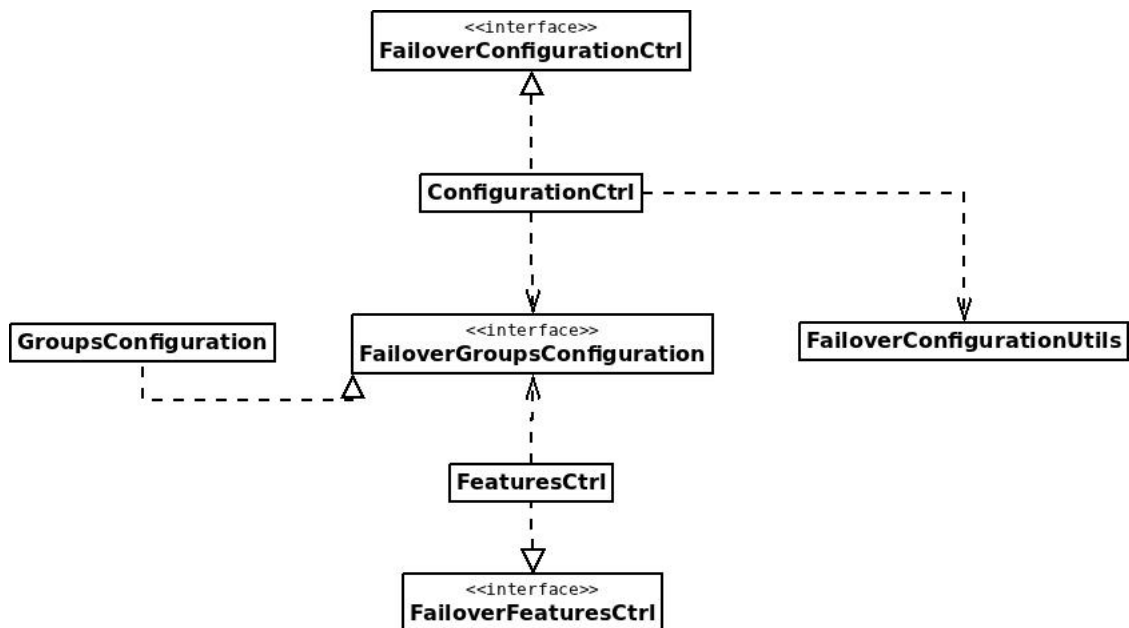 <<interface>>
FailoverConfigurationCtrl
ConfigurationCtrl
GroupsConfiguration
<<interface>>
FailoverGroupsConfiguration
FailoverConfigurationUtils
FeaturesCtrl
<<interface>>
FailoverFeaturesCtrl